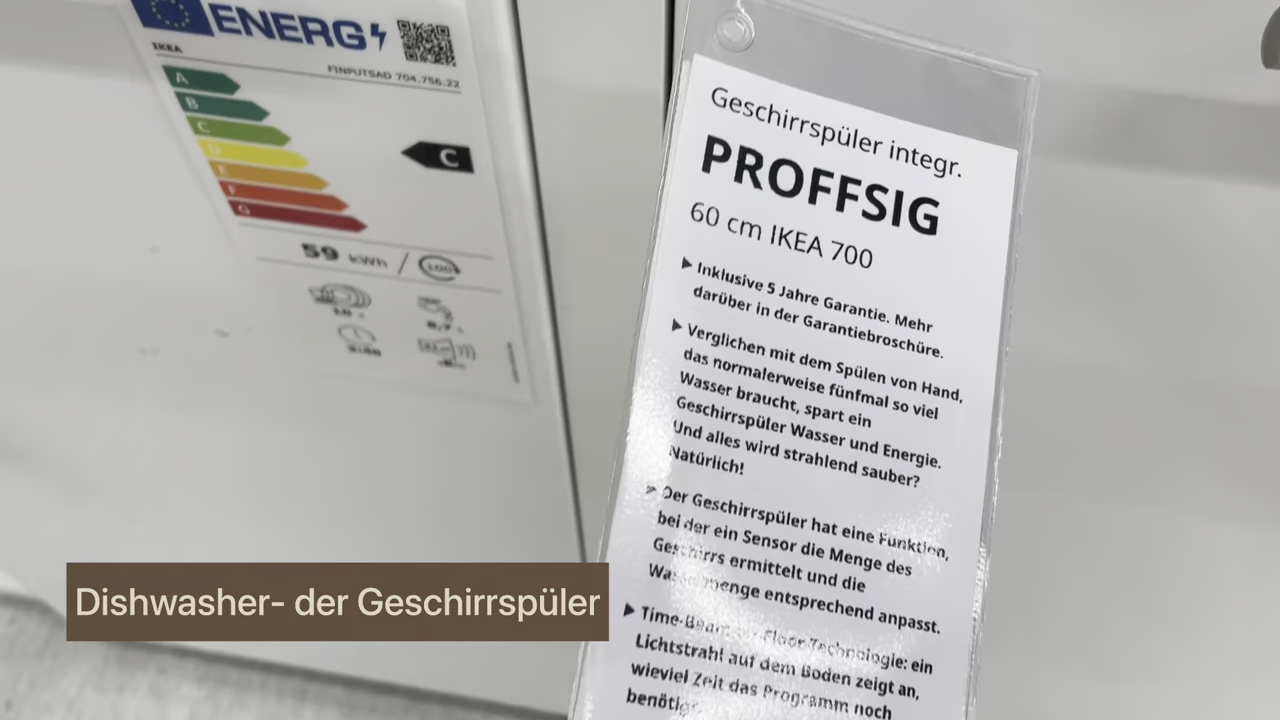 ENERG
IKEA
FINPUTSAD 704.756.22
A
B
C
D
E
F
G
C
59 kWh / 100
Geschirrspüler integr.
PROFFSIG
60 cm IKEA 700
▶ Inklusive 5 Jahre Garantie. Mehr
darüber in der Garantiebroschüre.
▶ Verglichen mit dem Spülen von Hand,
das normalerweise fünfmal so viel
Wasser braucht, spart ein
Geschirrspüler Wasser und Energie.
Und alles wird strahlend sauber?
Natürlich!
▶ Der Geschirrspüler hat eine Funktion,
bei der ein Sensor die Menge des
Geschirrs ermittelt und die
Wassermenge entsprechend anpasst.
▶ Time-Beam-on-Floor-Technologie: ein
Lichtstrahl auf dem Boden zeigt an,
wieviel Zeit das Programm noch
Dishwasher- der Geschirrspüler